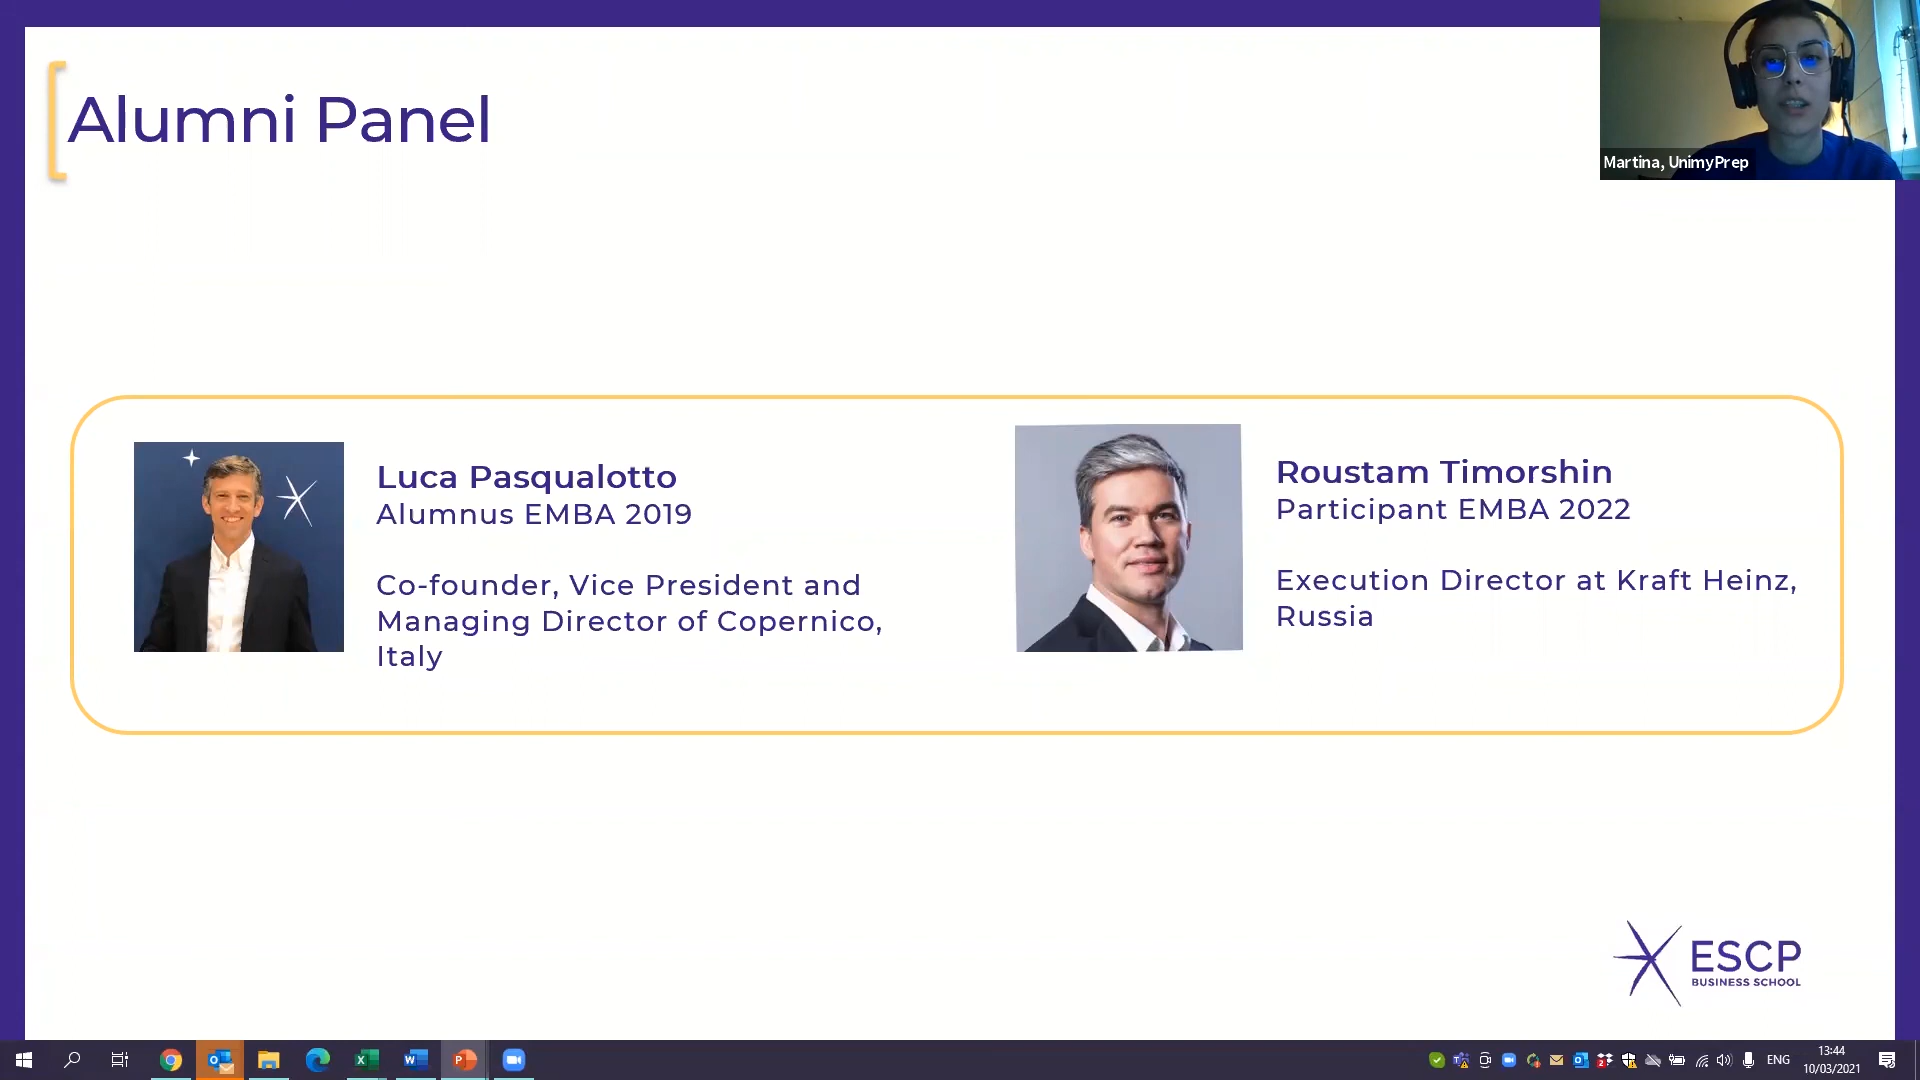 Alumni Panel
Martina, UnimyPrep
Luca Pasqualotto
Alumnus EMBA 2019
Co-founder, Vice President and
Managing Director of Copernico,
Italy
Roustam Timorshin
Participant EMBA 2022
Execution Director at Kraft Heinz,
Russia
ESCP
BUSINESS SCHOOL
ENG
13:44
10/03/2021